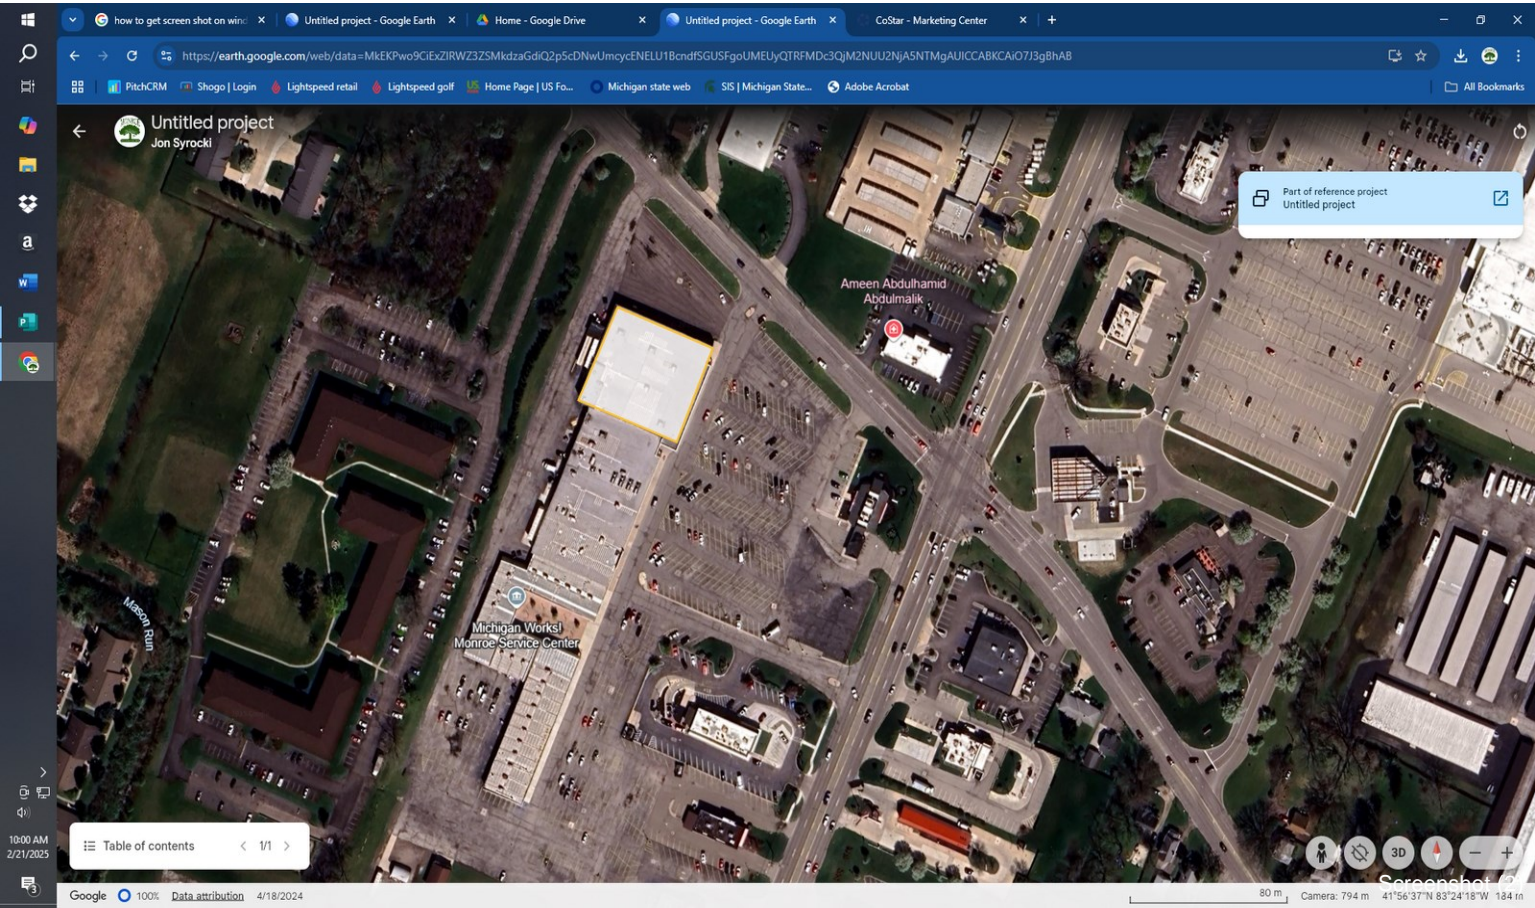 how to get screen shot on wind
Untitled project - Google Earth
Home - Google Drive
Untitled project - Google Earth
CoStar - Marketing Center
https://earth.google.com/web/data=
PitchCRM
Shogo | Login
Lightspeed retail
Lightspeed golf
Home Page | US Fo...
Michigan state web
SIS | Michigan State...
Adobe Acrobat
All Bookmarks
Untitled project
Jon Syrocki
Part of reference project
Untitled project
Ameen Abdulhamid
Abdulmalik
Mason Run
Michigan Works!
Monroe Service Center
Table of contents
1/1
3D
10:00 AM
2/21/2025
3
Google
100%
Data attribution
4/18/2024
80 m
Camera: 794 m
41°56'37"N 83°24'18"W
184 m
Screenshot (2)